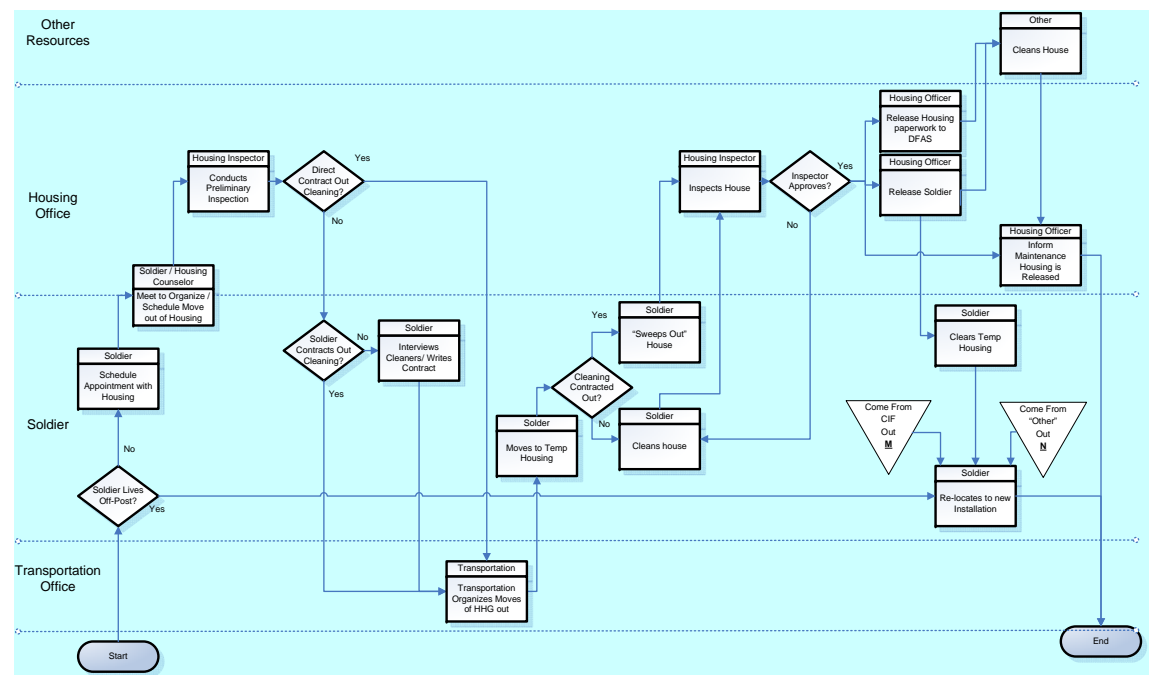 Other
Resources
Other
Cleans House
Housing Officer
Release Housing
paperwork to
DFAS
Housing Inspector
Conducts
Preliminary
Inspection
Direct
Contract Out
Cleaning?
Yes
No
Housing Inspector
Inspects House
Inspector
Approves?
Yes
No
Housing Officer
Release Soldier
Housing
Office
Housing Officer
Inform
Maintenance
Housing is
Released
Soldier / Housing
Counselor
Meet to Organize /
Schedule Move
out of Housing
Soldier
Schedule
Appointment with
Housing
Soldier
Contracts Out
Cleaning?
No
Yes
Soldier
Interviews
Cleaners/ Writes
Contract
Yes
Soldier
“Sweeps Out”
House
Soldier
Clears Temp
Housing
Cleaning
Contracted
Out?
No
Soldier
Solder
Moves to Temp
Housing
Soldier
Cleans house
Come From
CIF
Out
M
Come From
“Other”
Out
N
No
Soldier Lives
Off-Post?
Yes
Soldier
Re-locates to new
Installation
Transportation
Office
Transportation
Transportation
Organizes Moves
of HHG out
Start
End